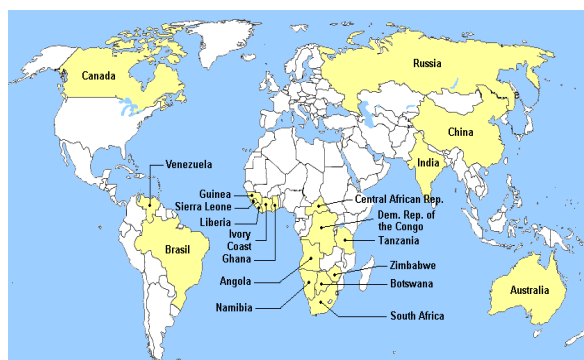 Canada
Russia
China
India
Venezuela
Guinea
Sierra Leone
Liberia
Ivory
Coast
Ghana
Central African Rep.
Dem. Rep. of
the Congo
Tanzania
Brasil
Angola
Zimbabwe
Botswana
Namibia
South Africa
Australia